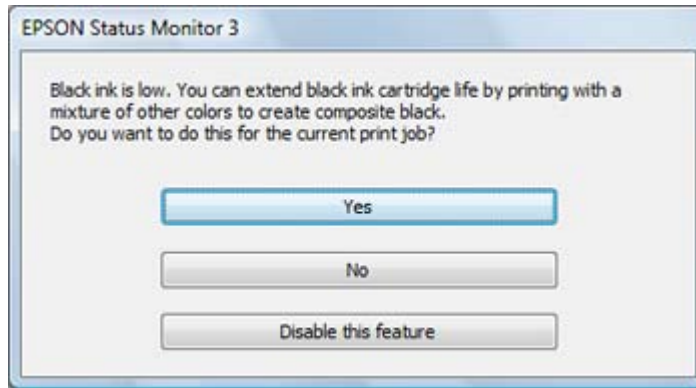 EPSON Status Monitor 3
Black ink is low. You can extend black ink cartridge life by printing with a
mixture of other colors to create composite black.
Do you want to do this for the current print job?
Yes
No
Disable this feature